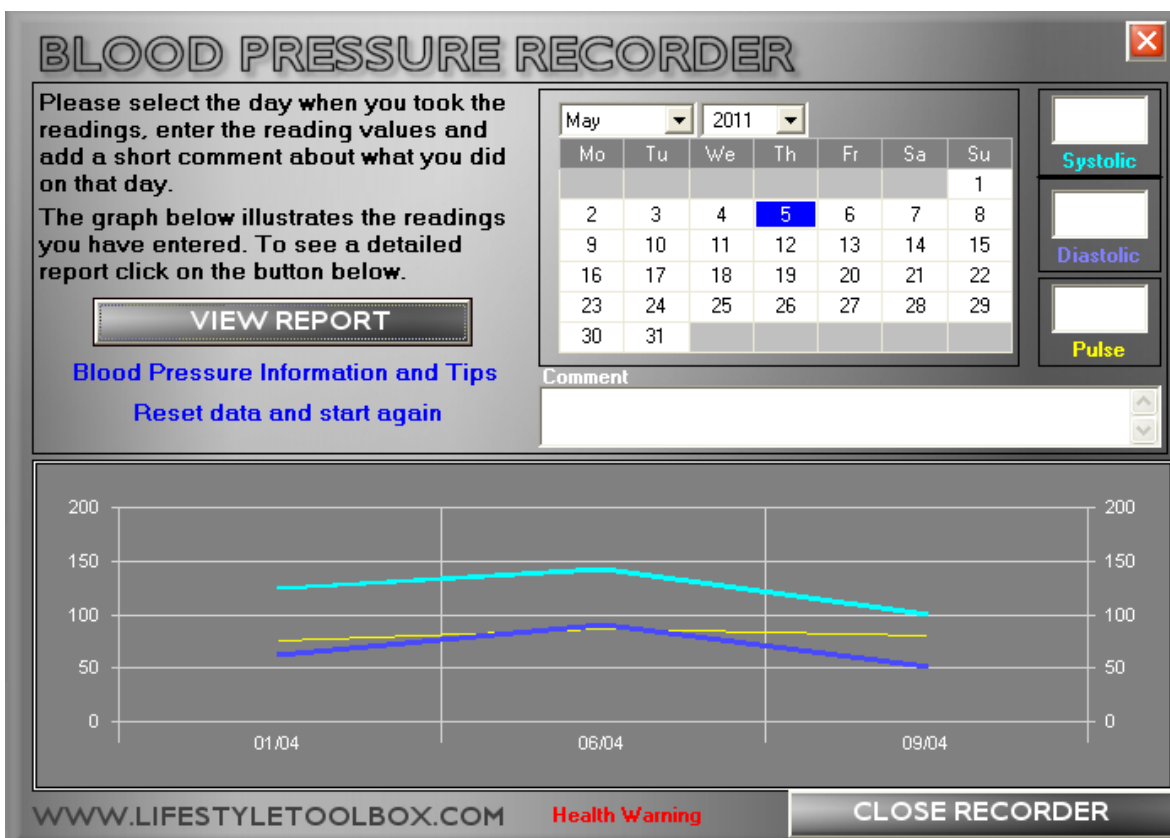 BLOOD PRESSURE RECORDER
Please select the day when you took the
readings, enter the reading values and
add a short comment about what you did
on that day.
The graph below illustrates the readings
you have entered. To see a detailed
report click on the button below.
VIEW REPORT
Blood Pressure Information and Tips
Reset data and start again
May 2011
Mo Tu We Th Fr Sa Su
1
2 3 4 5 6 7 8
9 10 11 12 13 14 15
16 17 18 19 20 21 22
23 24 25 26 27 28 29
30 31
Systolic
Diastolic
Pulse
Comment
200 200
150 150
100 100
50 50
0 0
01/04 06/04 09/04
WWW.LIFESTYLETOOLBOX.COM Health Warning CLOSE RECORDER